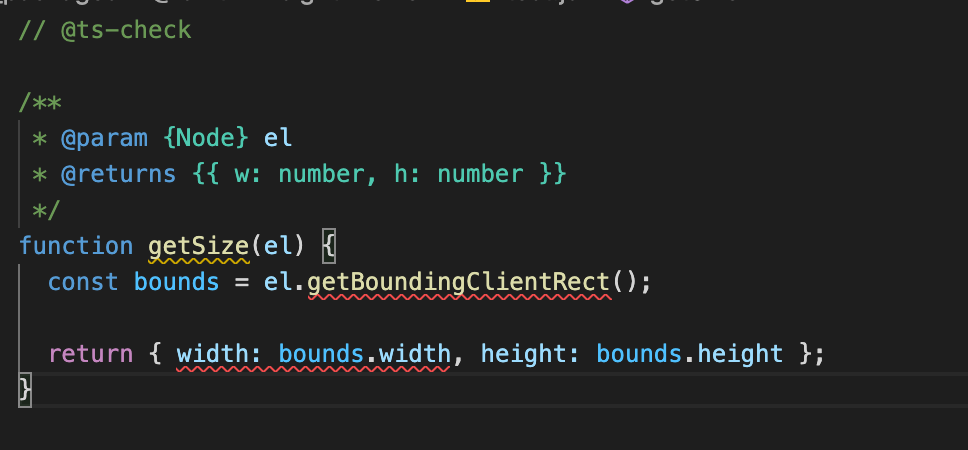 // @ts-check
/**
* @param {Node} el
* @returns {{ w: number, h: number }}
*/
function getSize(el) {
const bounds = el.getBoundingClientRect();
return { width: bounds.width, height: bounds.height };
}